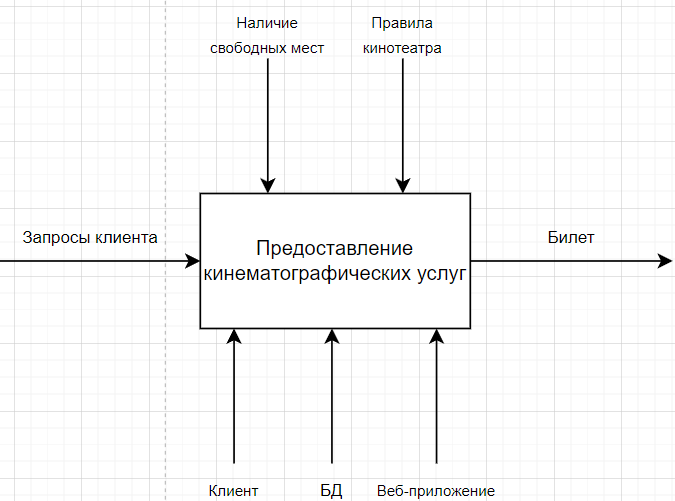 Наличие
свободных мест
Правила
кинотеатра
Запросы клиента
Предоставление
кинематографических услуг
Билет
Клиент
БД
Веб-приложение